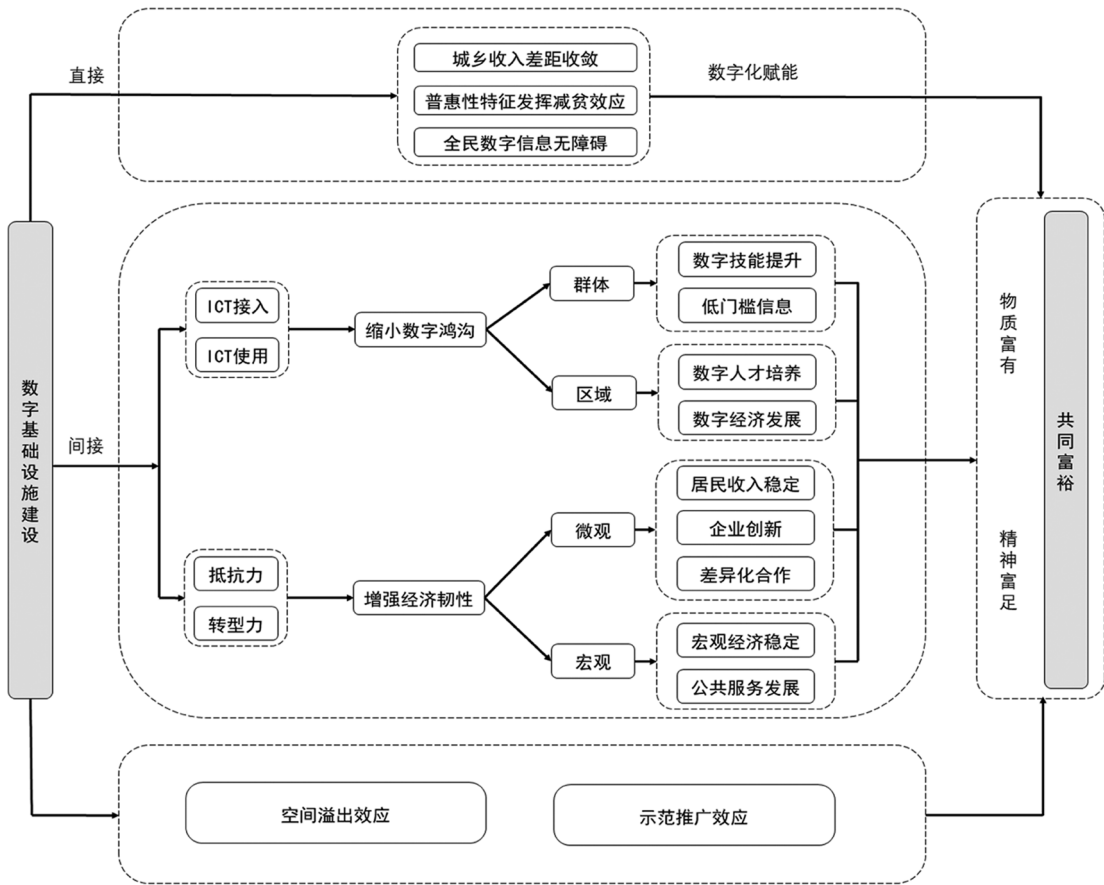 直接
城乡收入差距收敛
普惠性特征发挥减贫效应
全民数字信息无障碍
数字化赋能
数字基础设施建设
间接
ICT接入
ICT使用
缩小数字鸿沟
群体
数字技能提升
低门槛信息
区域
数字人才培养
数字经济发展
抵抗力
转型力
增强经济韧性
微观
居民收入稳定
企业创新
差异化合作
宏观
宏观经济稳定
公共服务发展
物质富有
精神富足
共同富裕
空间溢出效应
示范推广效应